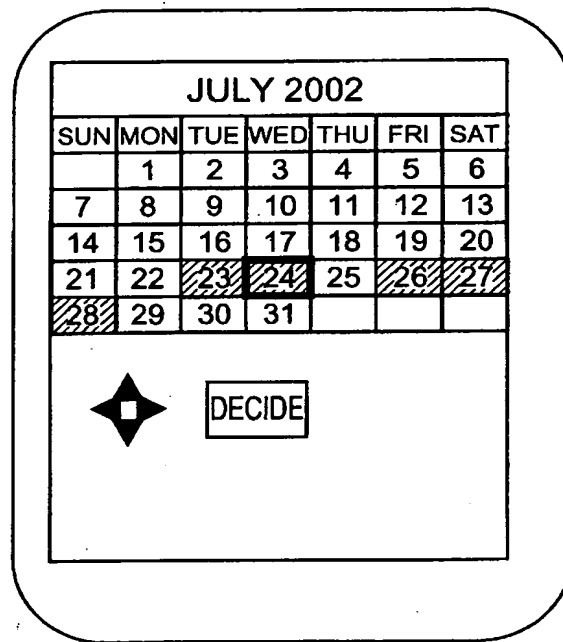 JULY 2002
SUN MON TUE WED THU FRI SAT
1 2 3 4 5 6
7 8 9 10 11 12 13
14 15 16 17 18 19 20
21 22 23 24 25 26 27
28 29 30 31
DECIDE